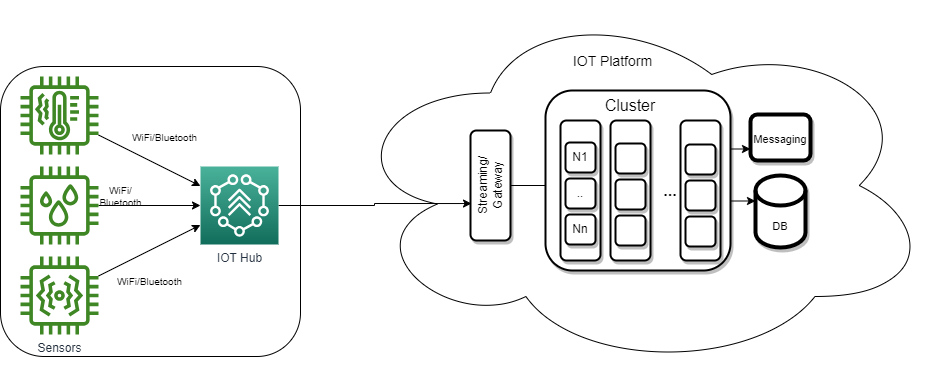 IOT Platform
Cluster
WiFi/Bluetooth
Messaging
N1
Streaming/
Gateway
WiFi/
Bluetooth
..
...
DB
Nn
IOT Hub
WiFi/Bluetooth
Sensors